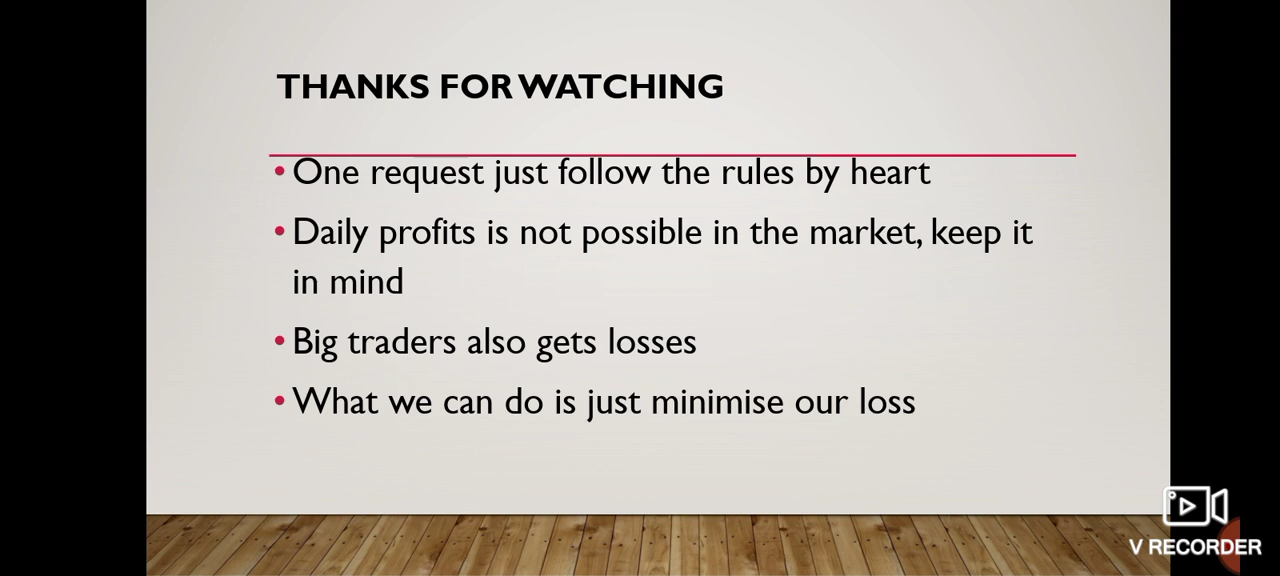 THANKS FOR WATCHING
• One request just follow the rules by heart
• Daily profits is not possible in the market, keep it
in mind
• Big traders also gets losses
• What we can do is just minimise our loss
V RECORDER